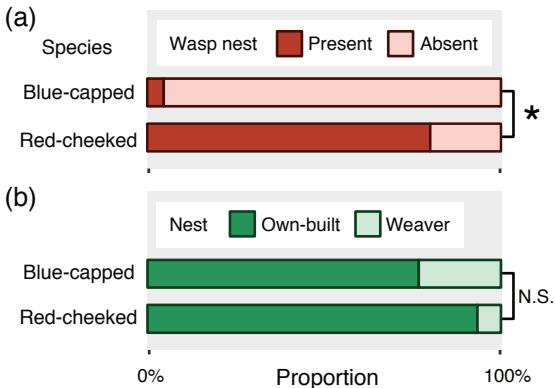 (a)
Species
Wasp nest Present Absent
Blue-capped
Red-cheeked
*
(b)
Nest Own-built Weaver
Blue-capped
Red-cheeked
N.S.
0% Proportion 100%